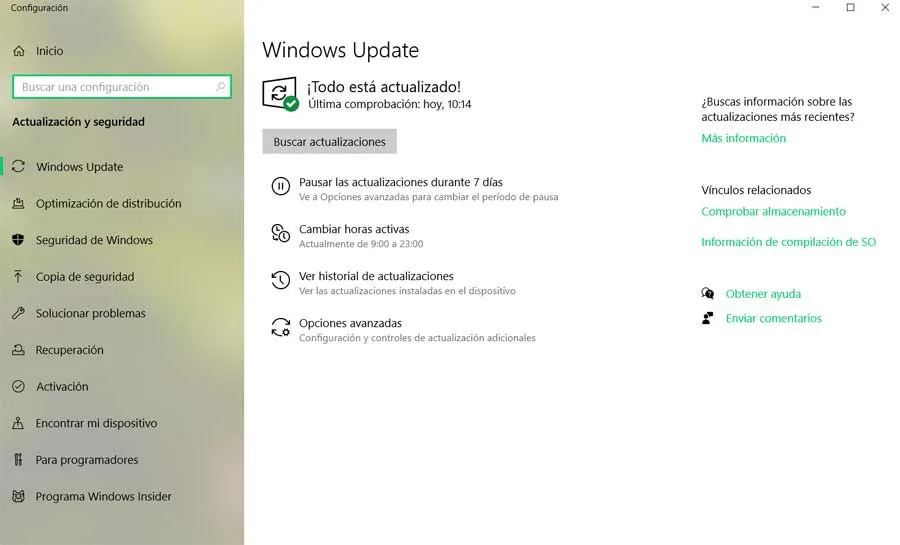 Configuración
Inicio
Buscar una configuración
Actualización y seguridad
Windows Update
Optimización de distribución
Seguridad de Windows
Copia de seguridad
Solucionar problemas
Recuperación
Activación
Encontrar mi dispositivo
Para programadores
Programa Windows Insider
Windows Update
¡Todo está actualizado!
Última comprobación: hoy, 10:14
Buscar actualizaciones
Pausar las actualizaciones durante 7 días
Ve a Opciones avanzadas para cambiar el período de pausa
Cambiar horas activas
Actualmente de 9:00 a 23:00
Ver historial de actualizaciones
Ver las actualizaciones instaladas en el dispositivo
Opciones avanzadas
Configuración y controles de actualización adicionales
¿Buscas información sobre las
actualizaciones más recientes?
Más información
Vínculos relacionados
Comprobar almacenamiento
Información de compilación de SO
Obtener ayuda
Enviar comentarios